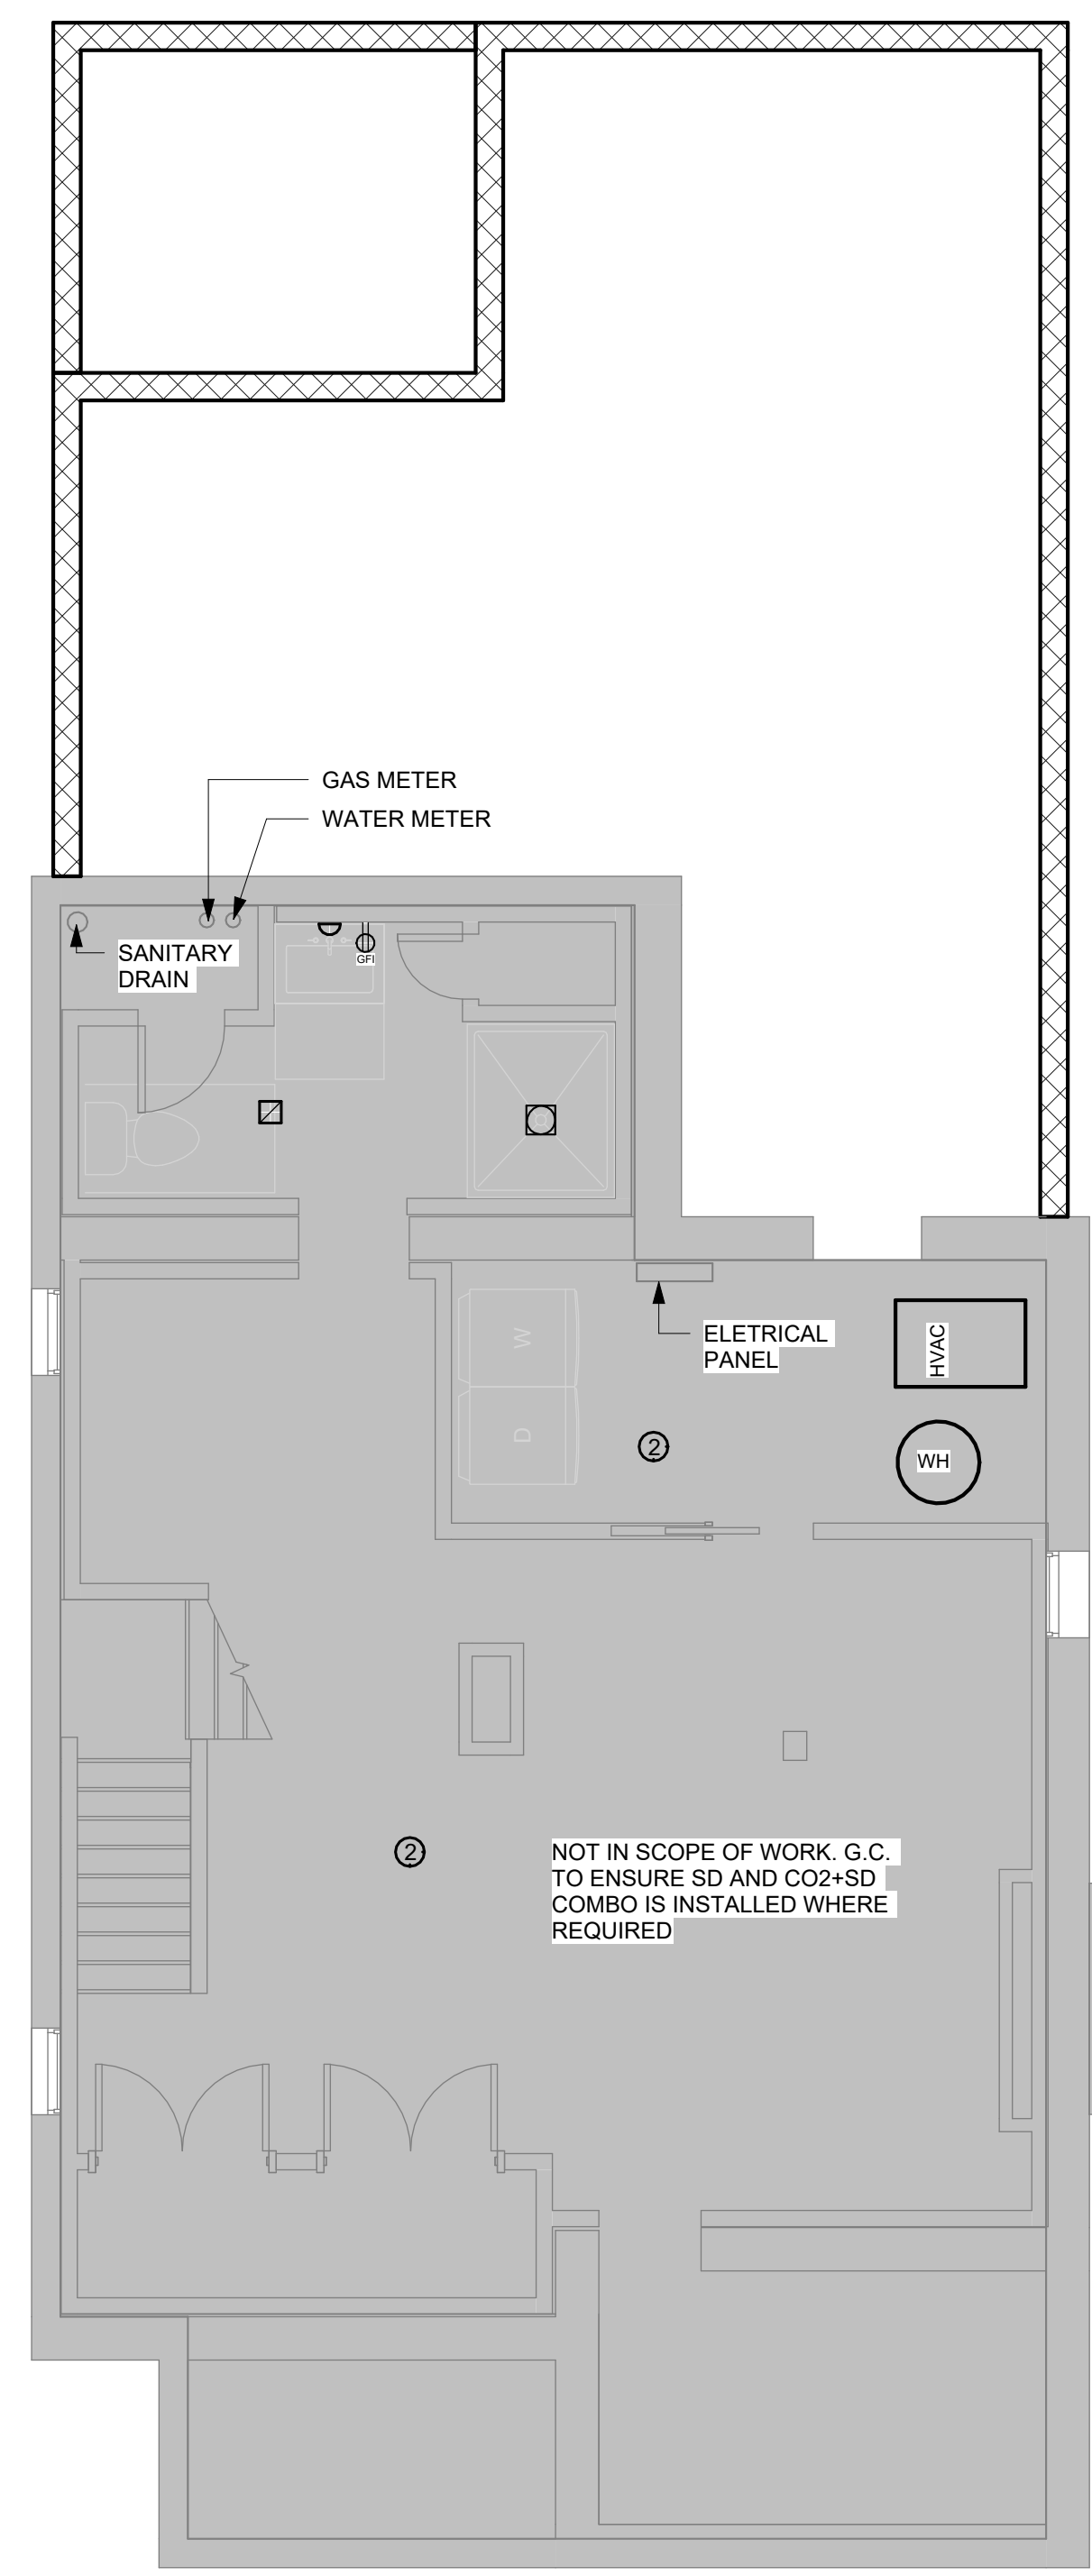 GAS METER
WATER METER
SANITARY
DRAIN
GFI
W
D
ELETRICAL
PANEL
HVAC
2
WH
2
NOT IN SCOPE OF WORK. G.C.
TO ENSURE SD AND CO2+SD
COMBO IS INSTALLED WHERE
REQUIRED